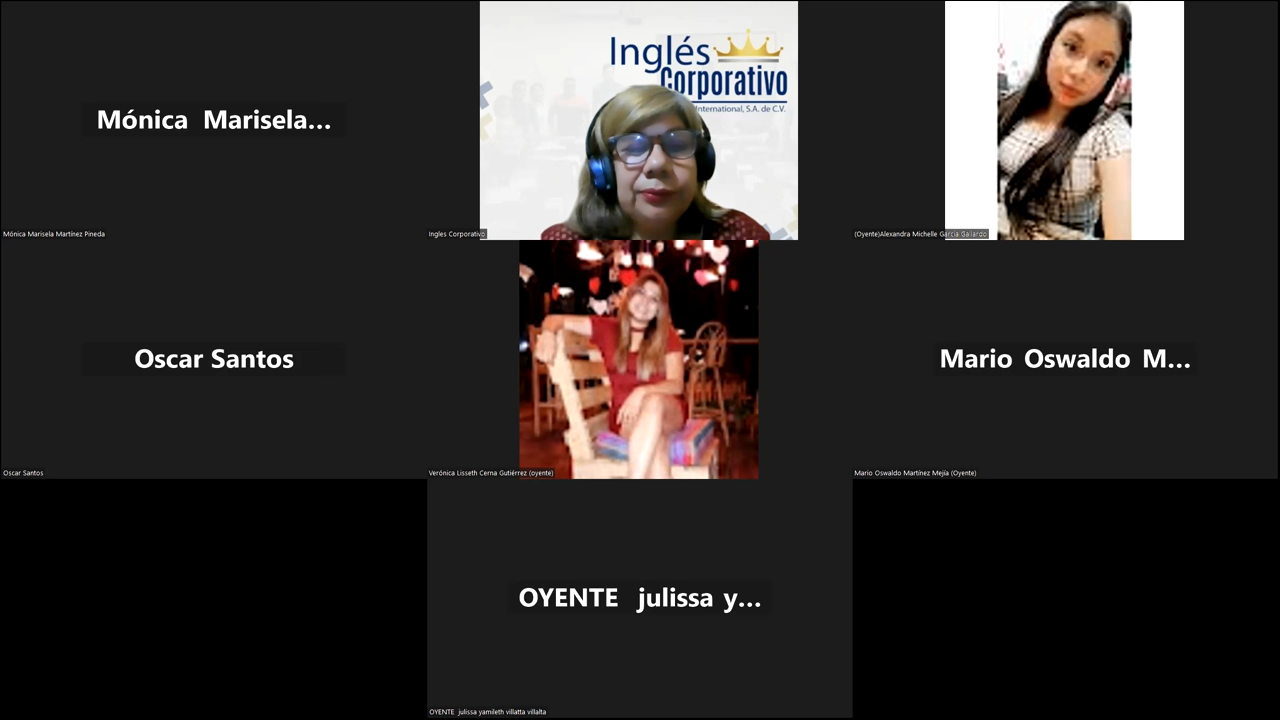 Mónica Marisela...
Mónica Marisela Martínez Pineda
Inglés
Corporativo
International, S.A. de C.V.
Ingles Corporativo
(Oyente)Alexandra Michelle Garcia Gallardo
Oscar Santos
Oscar Santos
Verónica Lisseth Cerna Gutiérrez (oyente)
Mario Oswaldo M...
Mario Oswaldo Martínez Mejía (Oyente)
OYENTE julissa y...
OYENTE julissa yamileth villatta villalta